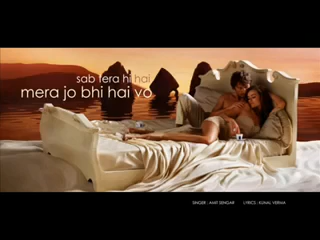 sab tera hi hai
mera jo bhi hai vo
SINGER : AMIT SENGAR LYRICS : KUNAL VERMA